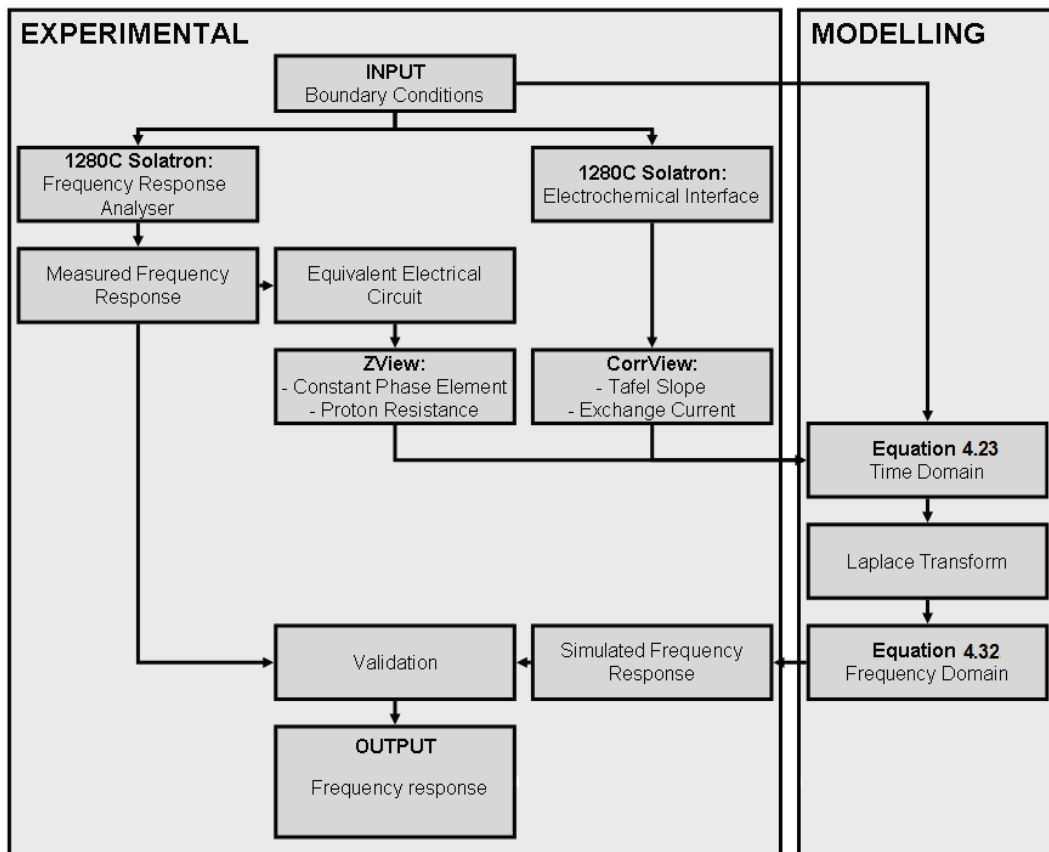 EXPERIMENTAL
MODELLING
INPUT
Boundary Conditions
1280C Solatron:
Frequency Response
Analyser
1280C Solatron:
Electrochemical Interface
Measured Frequency
Response
Equivalent Electrical
Circuit
ZView:
- Constant Phase Element
- Proton Resistance
CorrView:
- Tafel Slope
- Exchange Current
Equation 4.23
Time Domain
Laplace Transform
Equation 4.32
Frequency Domain
Simulated Frequency
Response
Validation
OUTPUT
Frequency response